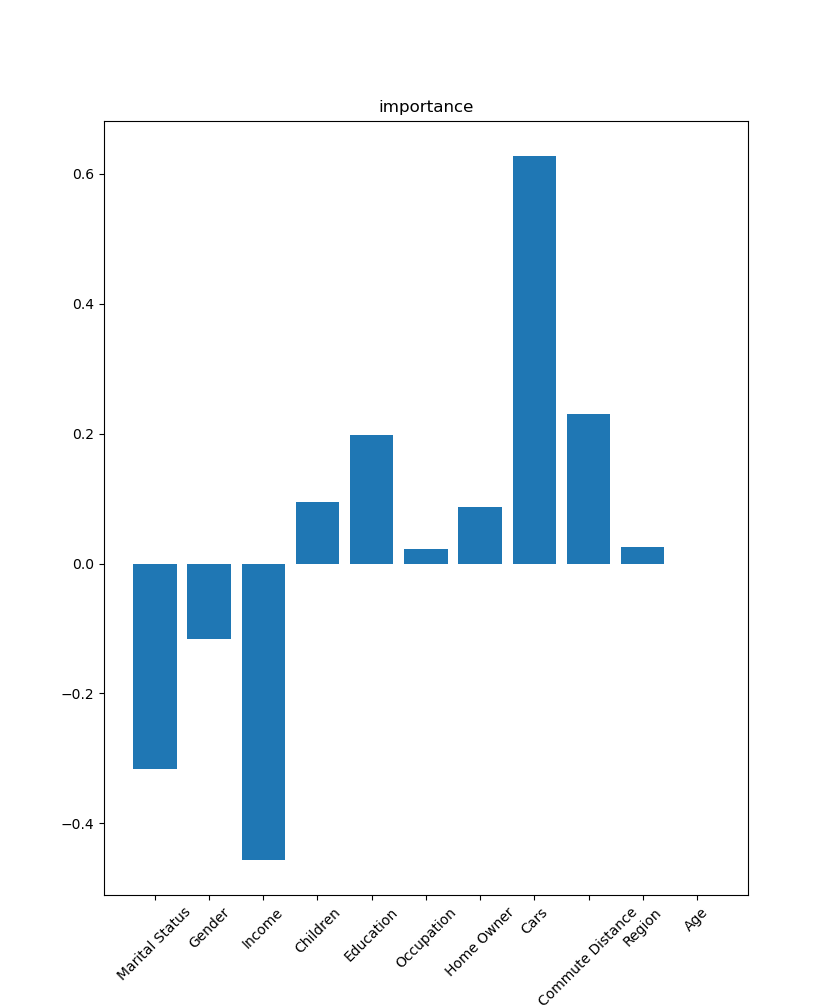 importance
0.6
0.4
0.2
0.0
−0.2
−0.4
Marital Status
Gender
Income
Children
Education
Occupation
Home Owner
Cars
Commute Distance
Region
Age